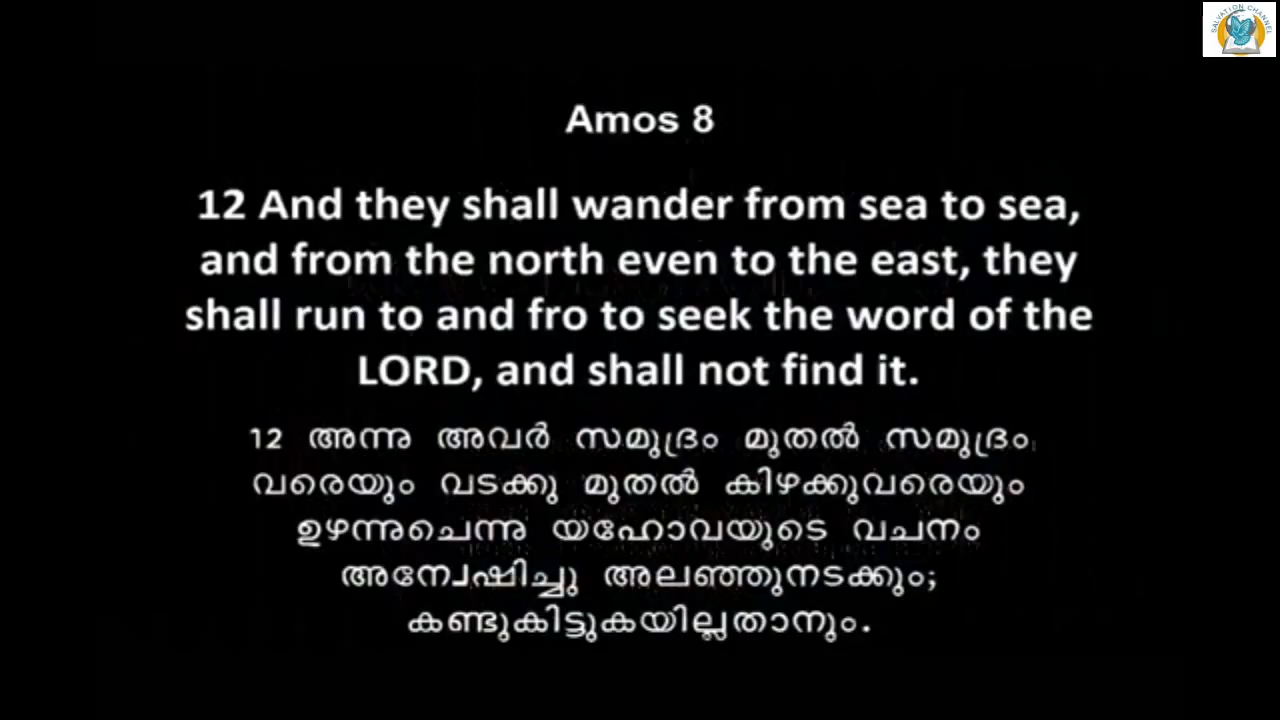 SALVATION CHANNEL
Amos 8
12 And they shall wander from sea to sea,
and from the north even to the east, they
shall run to and fro to seek the word of the
LORD, and shall not find it.
12 അന്നു അവർ സമുദ്രം മുതൽ സമുദ്രം
വരെയും വടക്കു മുതൽ കിഴക്കുവരെയും
ഉഴന്നുചെന്നു യഹോവയുടെ വചനം
അന്വേഷിച്ചു അലഞ്ഞുനടക്കും;
കണ്ടുകിട്ടുകയില്ലതാനും.